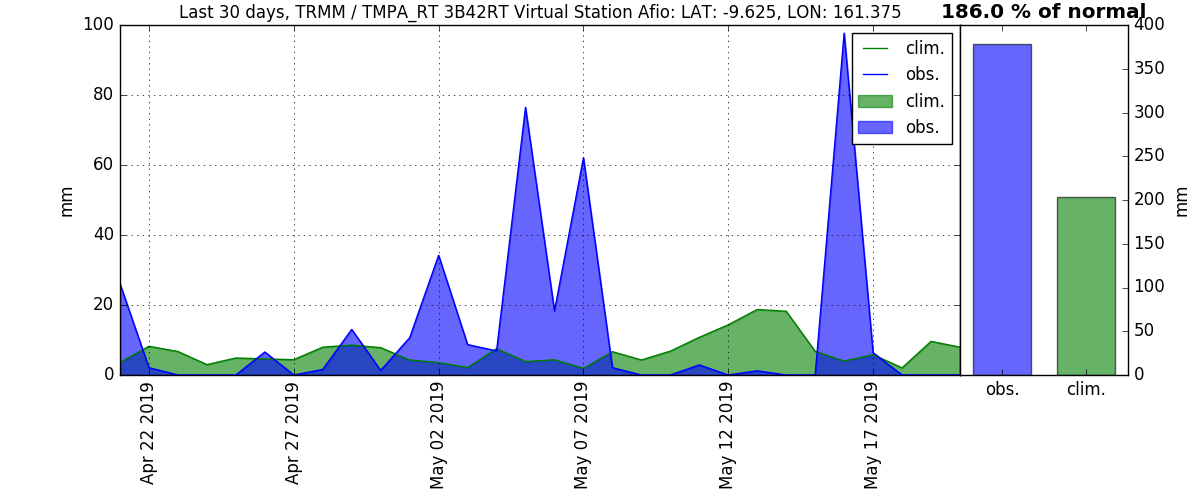 Last 30 days, TRMM / TMPA_RT 3B42RT Virtual Station Afio: LAT: -9.625, LON: 161.375
186.0 % of normal
100
80
60
40
20
0
mm
clim.
obs.
clim.
obs.
Apr 22 2019
Apr 27 2019
May 02 2019
May 07 2019
May 12 2019
May 17 2019
400
350
300
250
200
150
100
50
0
mm
obs.
clim.